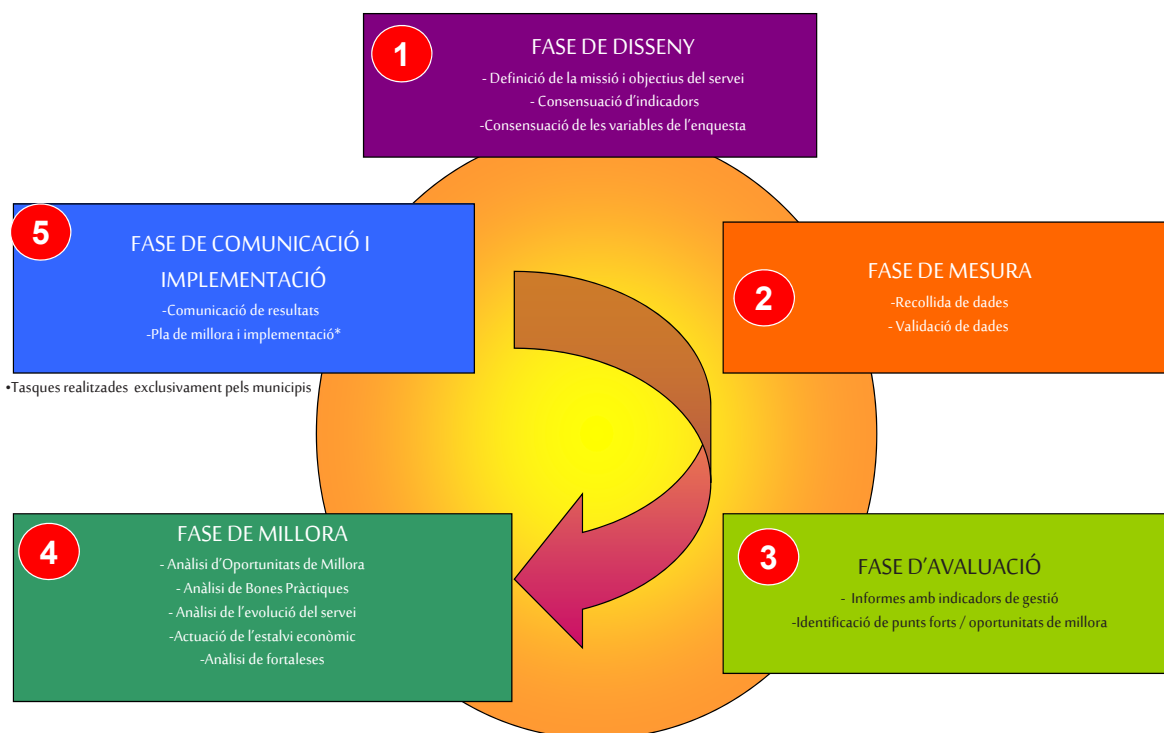 1
FASE DE DISSENY
- Definició de la missió i objectius del servei
- Consensuació d'indicadors
-Consensuació de les variables de l'enquesta
2
FASE DE MESURA
-Recollida de dades
- Validació de dades
3
FASE D'AVALUACIÓ
- Informes amb indicadors de gestió
-Identificació de punts forts / oportunitats de millora
4
FASE DE MILLORA
- Anàlisi d'Oportunitats de Millora
- Anàlisi de Bones Pràctiques
- Anàlisi de l'evolució del servei
- Actuació de l'estalvi econòmic
-Anàlisi de fortaleses
5
FASE DE COMUNICACIÓ I
IMPLEMENTACIÓ
-Comunicació de resultats
-Pla de millora i implementació*
•Tasques realitzades exclusivament pels municipis